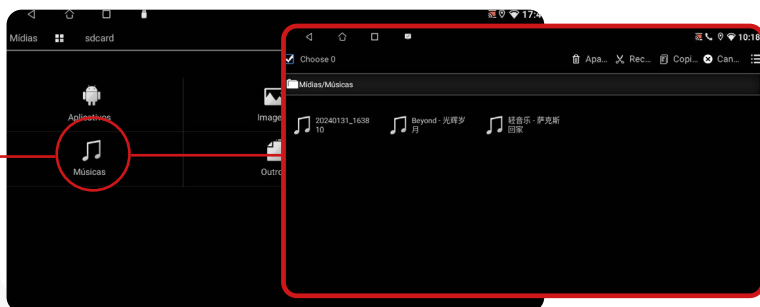 17:4
Mídias
sdcard
Aplicativos
Image
Músicas
Outro
10:18
Choose 0
Apa...
Rec...
Copi...
Can...
Mídias/Músicas
20240131_1638
10
Beyond - 光辉岁
月
轻音乐 - 萨克斯
回家